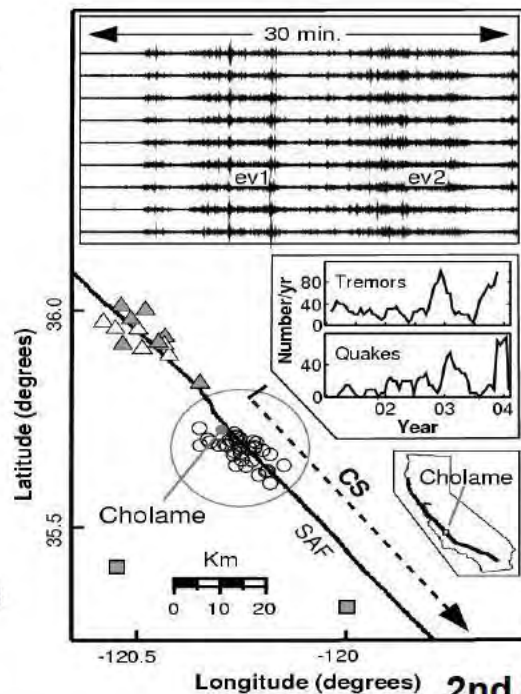 30 min.
ev1
ev2
36.0
35.5
Latitude (degrees)
Number/yr
80
40
0
Tremors
80
40
0
Quakes
02
03
04
Year
Cholame
CS
Cholame
SAF
Km
0
10
20
-120.5
-120
Longitude (degrees)
2nd